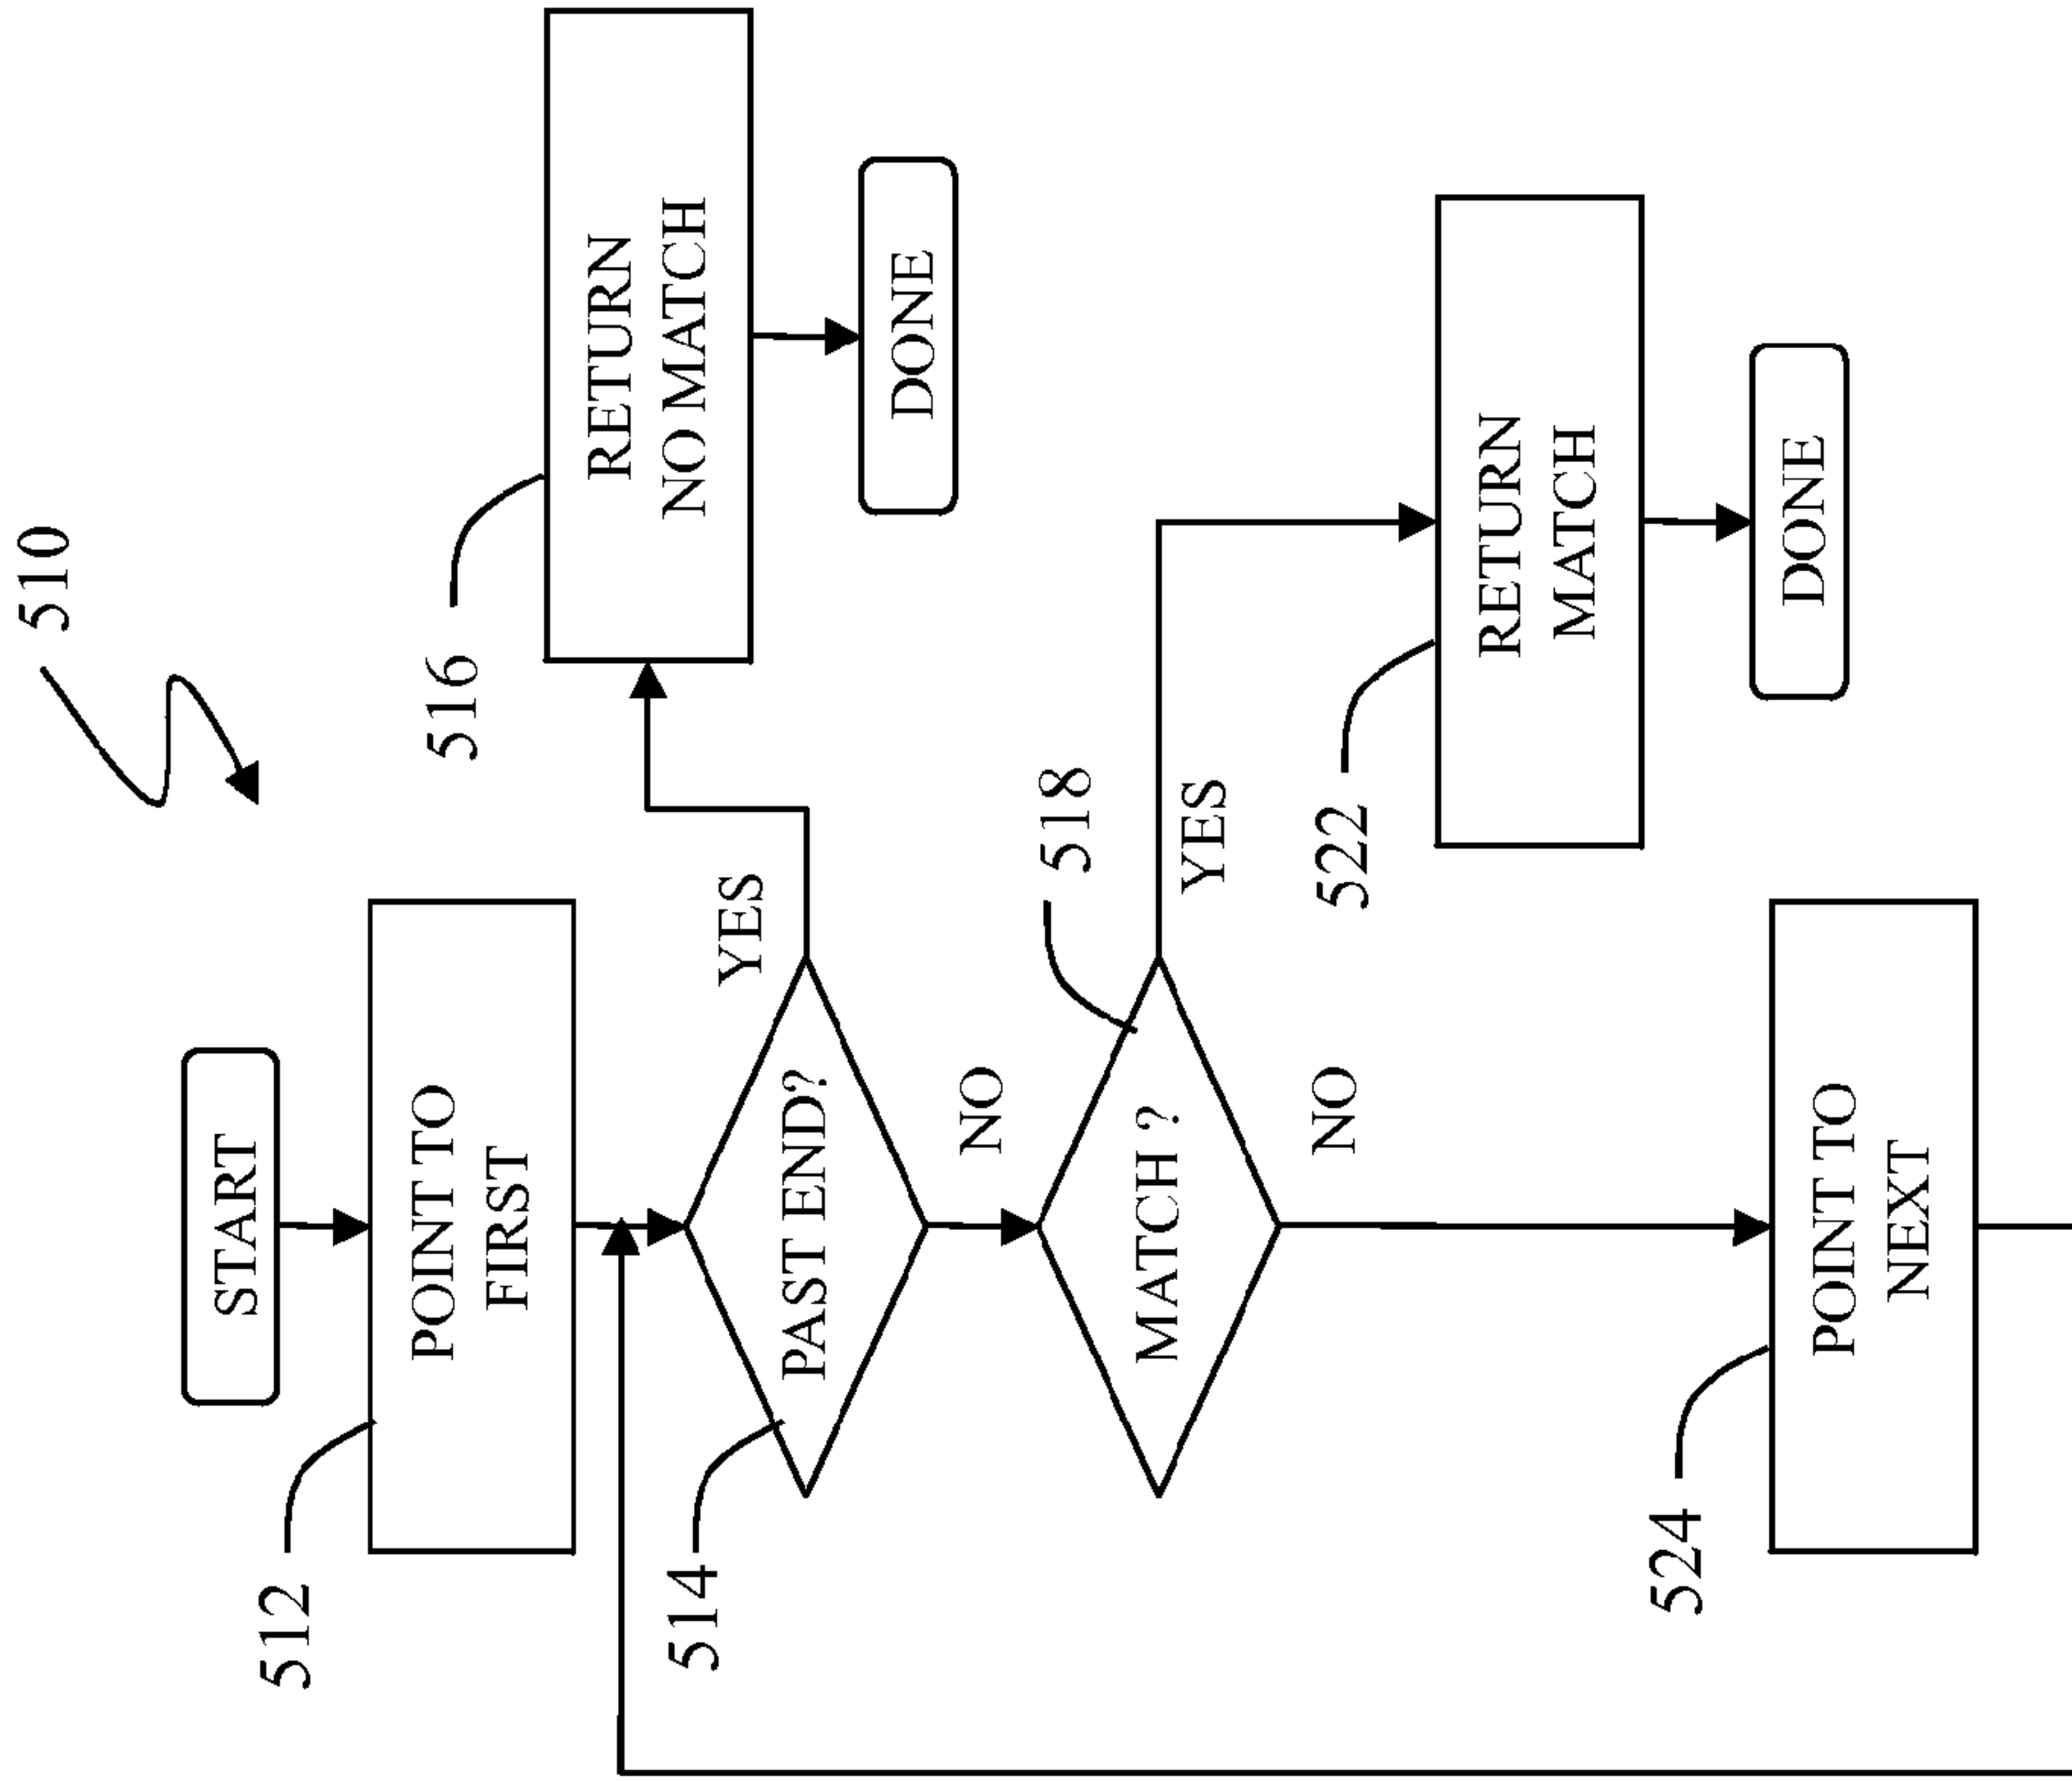 510
START
512
POINT TO
FIRST
514
PAST END?
YES
516
RETURN
NO MATCH
DONE
NO
518
MATCH ?
YES
522
RETURN
MATCH
DONE
NO
524
POINT TO
NEXT